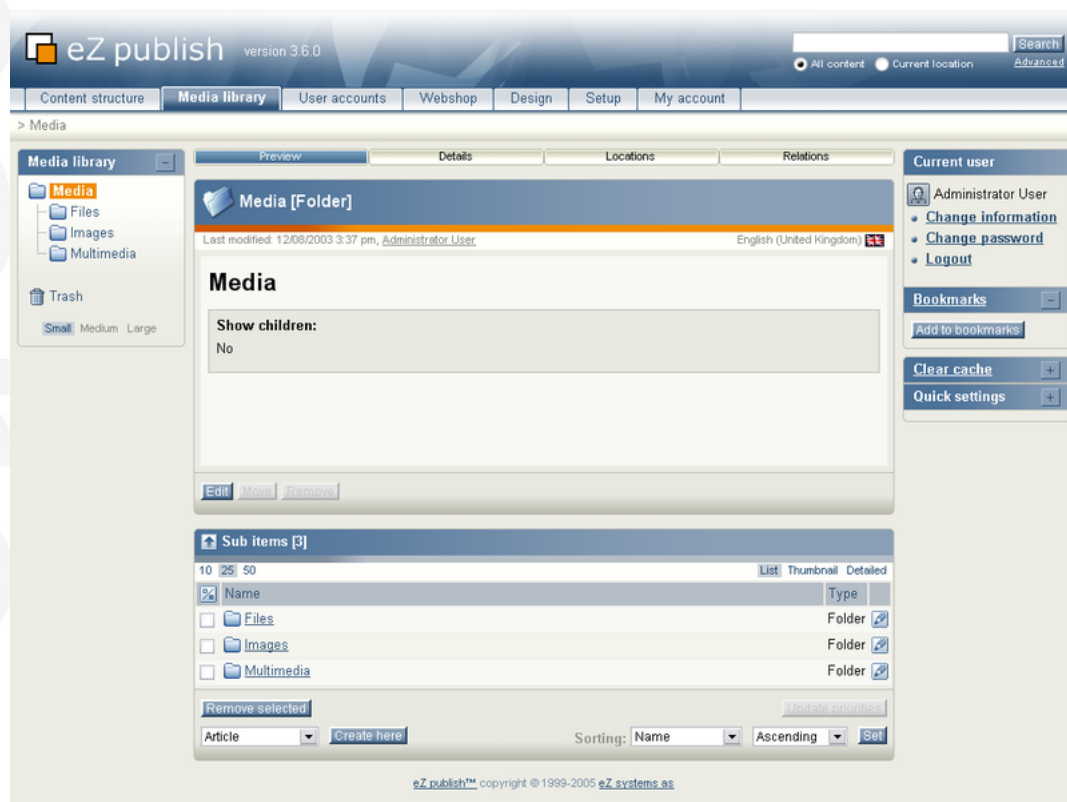 eZ publish version 3.6.0
Search
All content Current location Advanced
Content structure Media library User accounts Webshop Design Setup My account
> Media
Media library
Media
Files
Images
Multimedia
Trash
Small Medium Large
Preview Details Locations Relations
Media [Folder]
Last modified: 12/08/2003 3:37 pm, Administrator User English (United Kingdom)
Media
Show children:
No
Edit Move Remove
Sub items [3]
10 25 50 List Thumbnail Detailed
Name Type
Files Folder
Images Folder
Multimedia Folder
Remove selected Update priorities
Article Create here Sorting: Name Ascending Set
Current user
Administrator User
Change information
Change password
Logout
Bookmarks
Add to bookmarks
Clear cache
Quick settings
eZ publish™ copyright © 1999-2005 eZ systems as